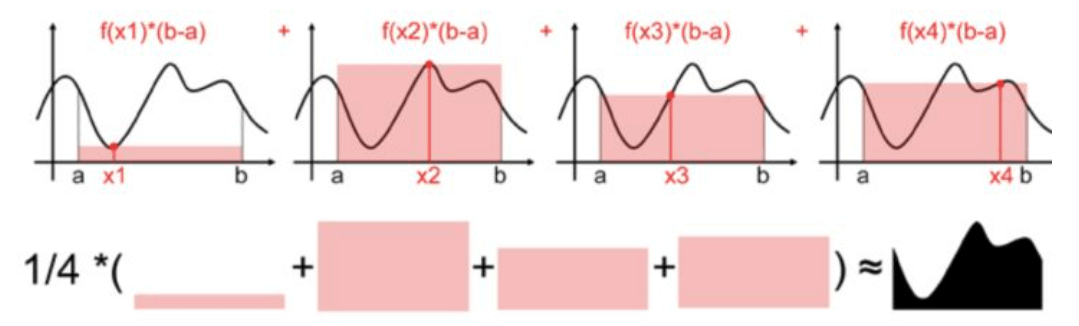 f(x1)*(b-a) + f(x2)*(b-a) + f(x3)*(b-a) + f(x4)*(b-a)
a x1 b a x2 b a x3 b a x4 b
1/4 *( + + + ) ≈